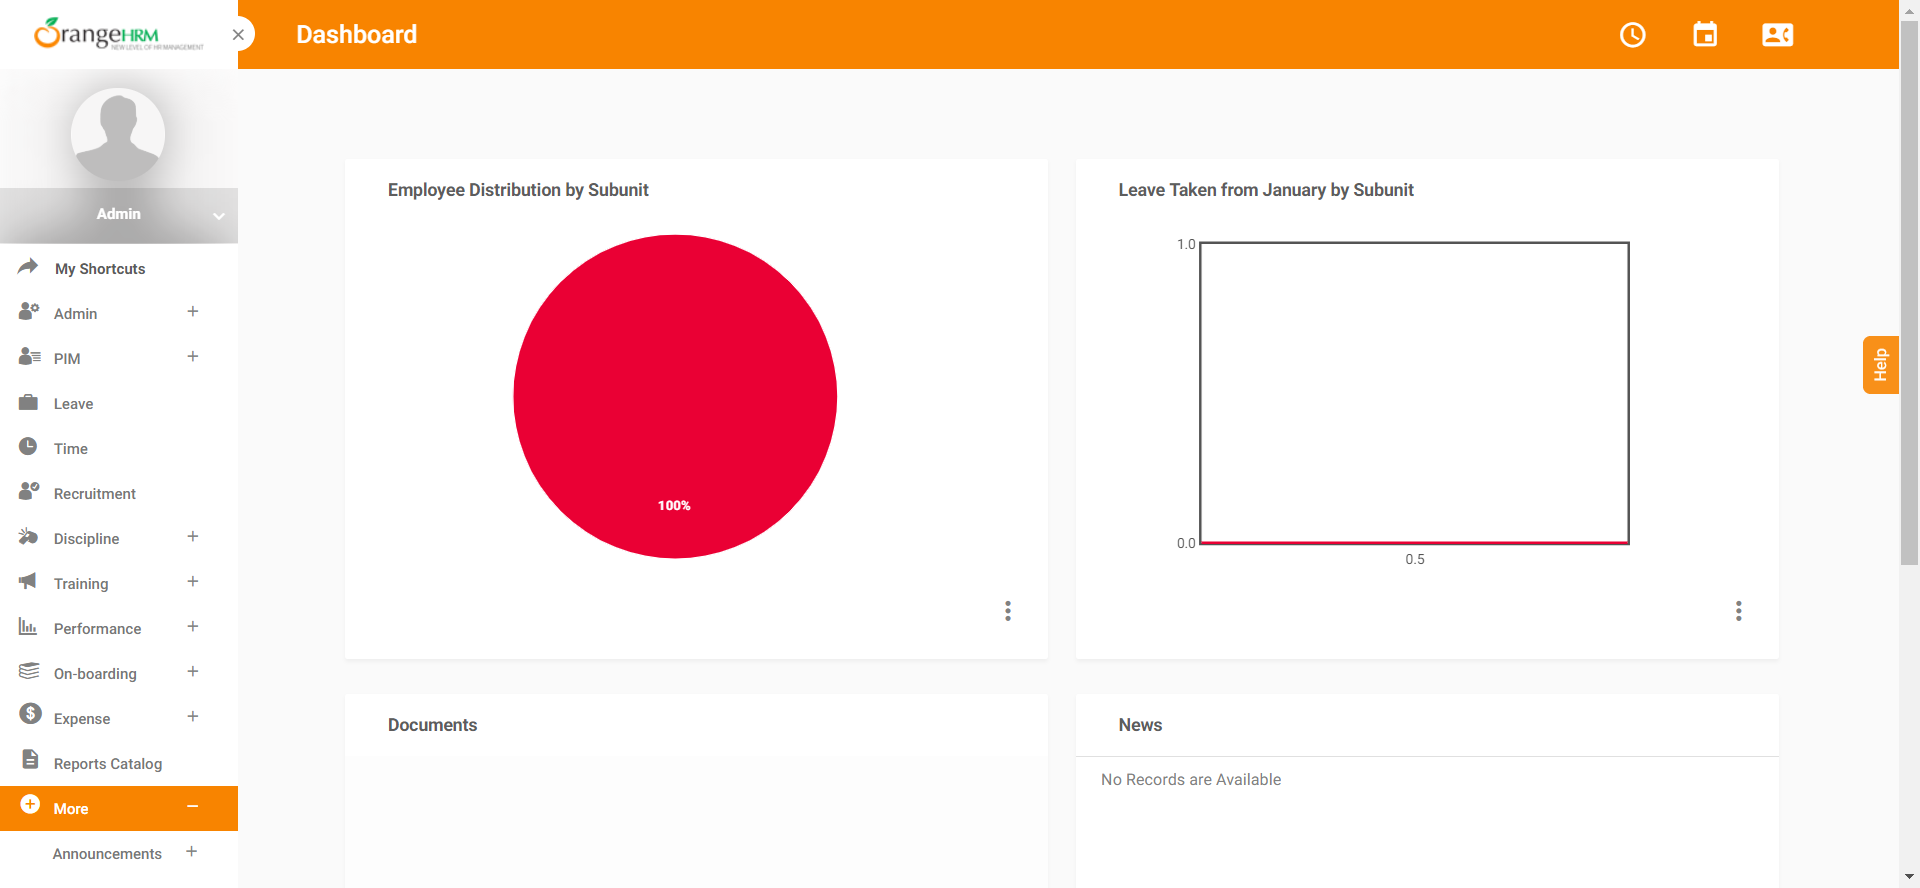 OrangeHRM
NEW LEVEL OF HR MANAGEMENT
Dashboard
Admin
My Shortcuts
Admin
PIM
Leave
Time
Recruitment
Discipline
Training
Performance
On-boarding
Expense
Reports Catalog
More
Announcements
Employee Distribution by Subunit
100%
Leave Taken from January by Subunit
1.0
0.0
0.5
Help
Documents
News
No Records are Available